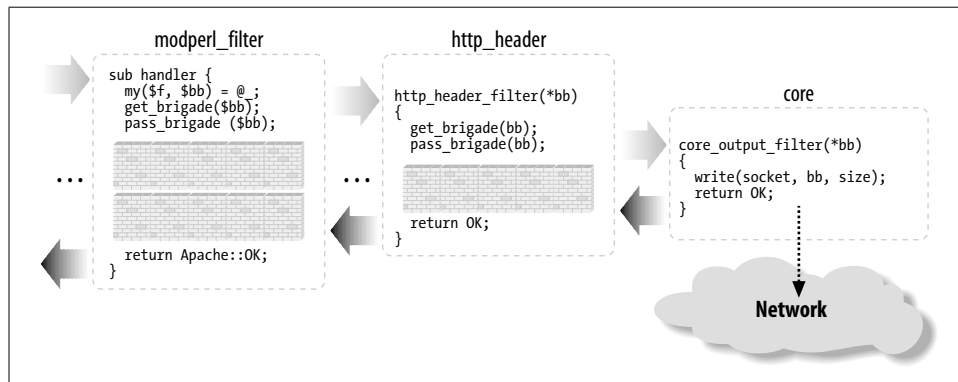 modperl_filter
sub handler {
my($f, $bb) = @_;
get_brigade($bb);
pass_brigade ($bb);
...
return Apache::OK;
}
http_header
http_header_filter(*bb)
{
get_brigade(bb);
pass_brigade(bb);
...
return OK;
}
core
core_output_filter(*bb)
{
write(socket, bb, size);
return OK;
}
Network